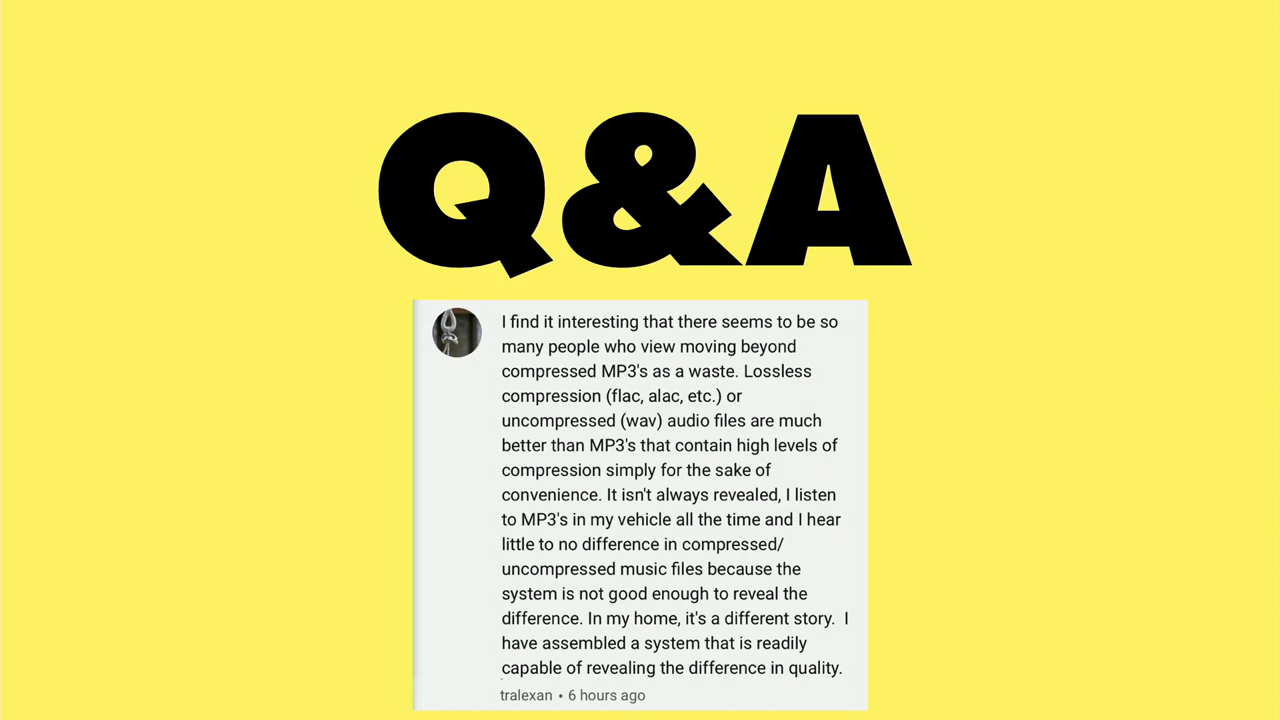 Q&A
I find it interesting that there seems to be so
many people who view moving beyond
compressed MP3's as a waste. Lossless
compression (flac, alac, etc.) or
uncompressed (wav) audio files are much
better than MP3's that contain high levels of
compression simply for the sake of
convenience. It isn't always revealed, I listen
to MP3's in my vehicle all the time and I hear
little to no difference in compressed/
uncompressed music files because the
system is not good enough to reveal the
difference. In my home, it's a different story. I
have assembled a system that is readily
capable of revealing the difference in quality.
tralexan • 6 hours ago